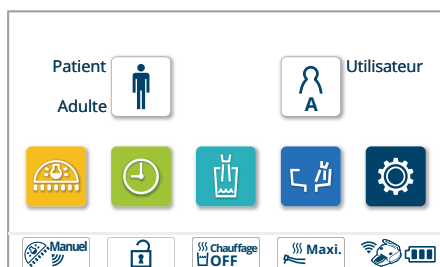 Patient
Adulte
Utilisateur
A
Manuel
Chauffage
OFF
Maxi.